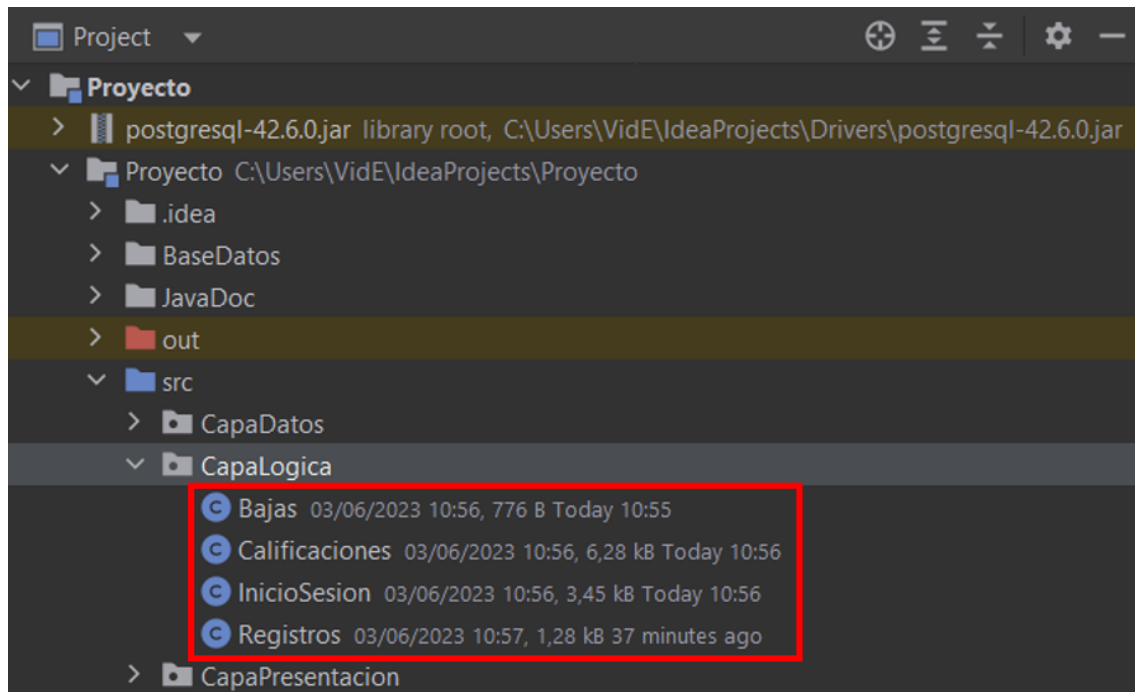 Project
Proyecto
postgresql-42.6.0.jar library root, C:\Users\VidE\IdeaProjects\Drivers\postgresql-42.6.0.jar
Proyecto C:\Users\VidE\IdeaProjects\Proyecto
.idea
BaseDatos
JavaDoc
out
src
CapaDatos
CapaLogica
C Bajas 03/06/2023 10:56, 776 B Today 10:55
C Calificaciones 03/06/2023 10:56, 6,28 kB Today 10:56
C InicioSesion 03/06/2023 10:56, 3,45 kB Today 10:56
C Registros 03/06/2023 10:57, 1,28 kB 37 minutes ago
CapaPresentacion